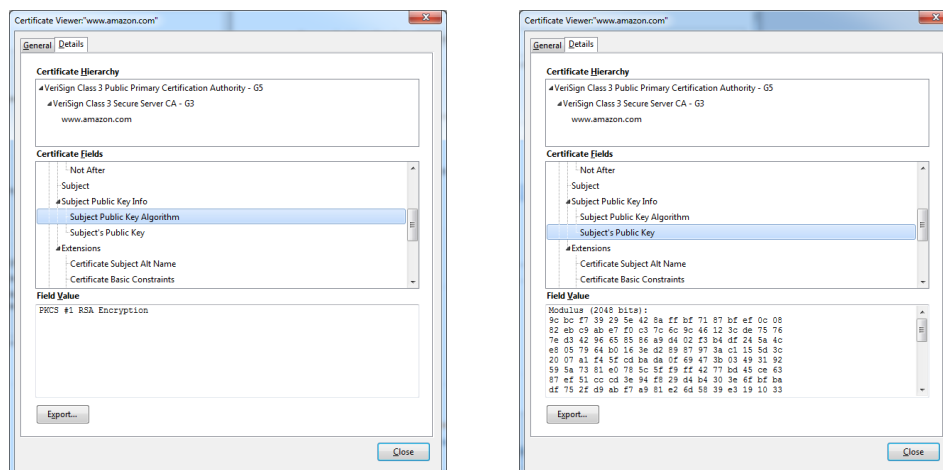 Certificate Viewer:"www.amazon.com"
General Details
Certificate Hierarchy
VeriSign Class 3 Public Primary Certification Authority - G5
VeriSign Class 3 Secure Server CA - G3
www.amazon.com
Certificate Fields
Not After
Subject
Subject Public Key Info
Subject Public Key Algorithm
Subject's Public Key
Extensions
Certificate Subject Alt Name
Certificate Basic Constraints
Field Value
PKCS #1 RSA Encryption
Export...
Close
Certificate Viewer:"www.amazon.com"
General Details
Certificate Hierarchy
VeriSign Class 3 Public Primary Certification Authority - G5
VeriSign Class 3 Secure Server CA - G3
www.amazon.com
Certificate Fields
Not After
Subject
Subject Public Key Info
Subject Public Key Algorithm
Subject's Public Key
Extensions
Certificate Subject Alt Name
Certificate Basic Constraints
Field Value
Modulus (2048 bits):
9c bc f7 39 29 5e 42 8a ff bf 71 87 bf ef 0c 08
82 eb c9 ab e7 f0 c3 7c 6c 9c 46 12 3c de 75 76
7e d3 42 96 65 85 86 a9 d4 02 f3 b4 df 24 5a 4c
e8 05 79 64 b0 16 3e d2 89 87 97 3a c1 15 5d 3c
20 07 a1 f4 5f cd ba da 0f 69 47 3b 03 49 31 92
59 5a 73 81 e0 78 5c 5f f9 ff 42 77 bd 45 ce 63
87 ef 51 cc cd 3e 94 f8 29 d4 b4 30 3e 6f bf ba
df 75 2f d9 ab f7 a9 81 e2 6d 58 39 e3 19 10 33
Export...
Close